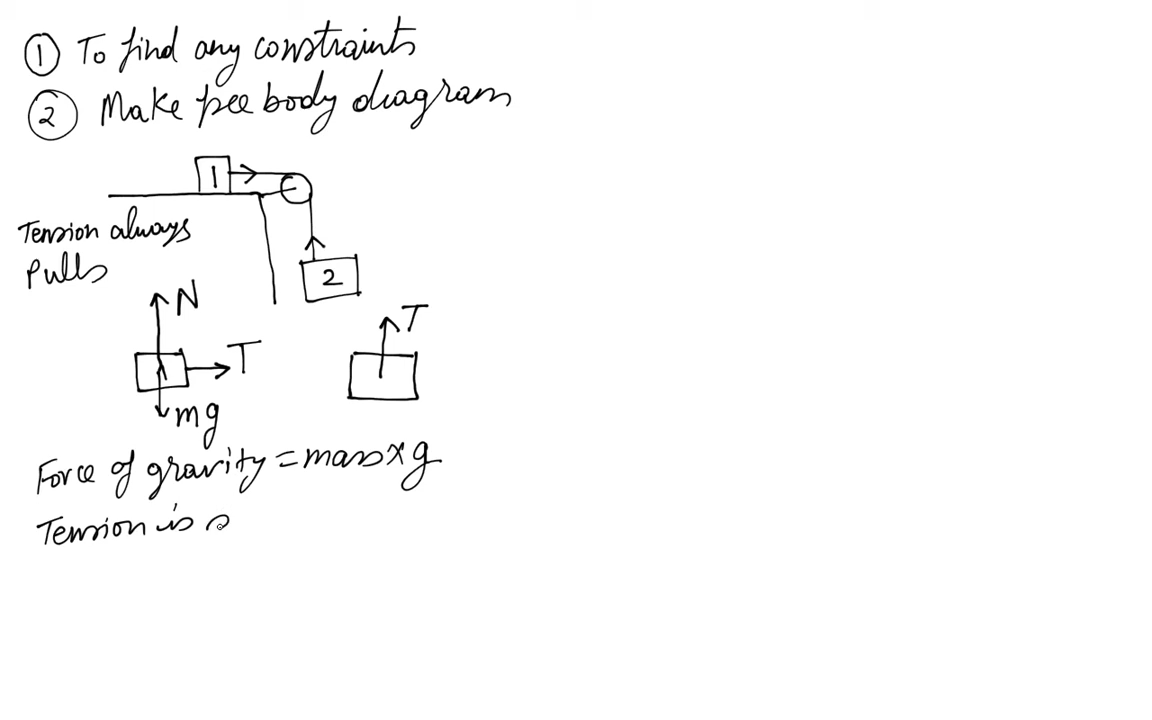 ① To find any constraints
② Make free body diagram
1
Tension always
Pulls
2
N
T
T
mg
Force of gravity = mass × g
Tension is s